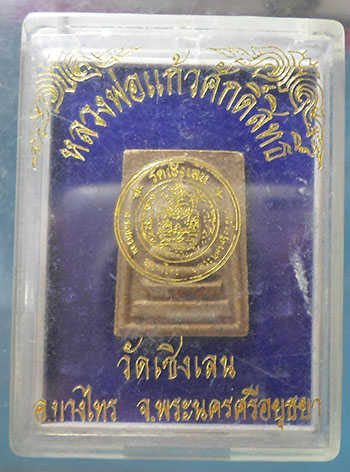 หลวงพ่อแก้วศักดิ์สิทธิ์
วัดเชิงเลน
วัดเชิงเลน
อ.บางไทร จ.พระนครศรีอยุธยา